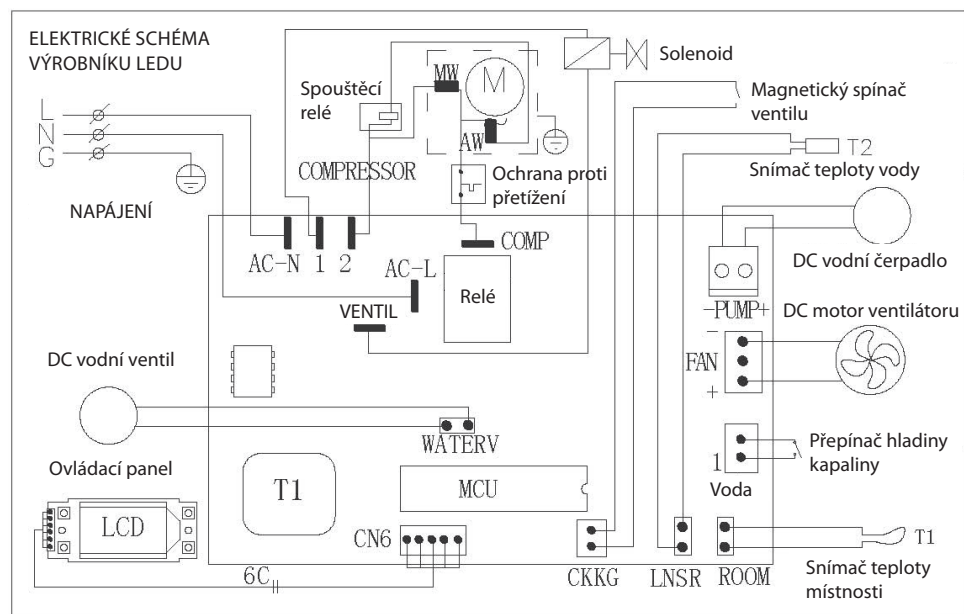 ELEKTRICKÉ SCHÉMA
VÝROBNÍKU LEDU
Solenoid
Spouštěcí
relé
MW
M
AW
Magnetický spínač
ventilu
L
N
G
COMPRESSOR
Ochrana proti
přetížení
T2
Snímač teploty vody
NAPÁJENÍ
AC-N 1 2
COMP
AC-L
Relé
VENTIL
DC vodní čerpadlo
-PUMP+
DC motor ventilátoru
-
FAN
+
DC vodní ventil
WATERV
Přepínač hladiny
kapaliny
1
Voda
Ovládací panel
LCD
T1
MCU
CN6
6C
CKKG
LNSR
ROOM
T1
Snímač teploty
místnosti